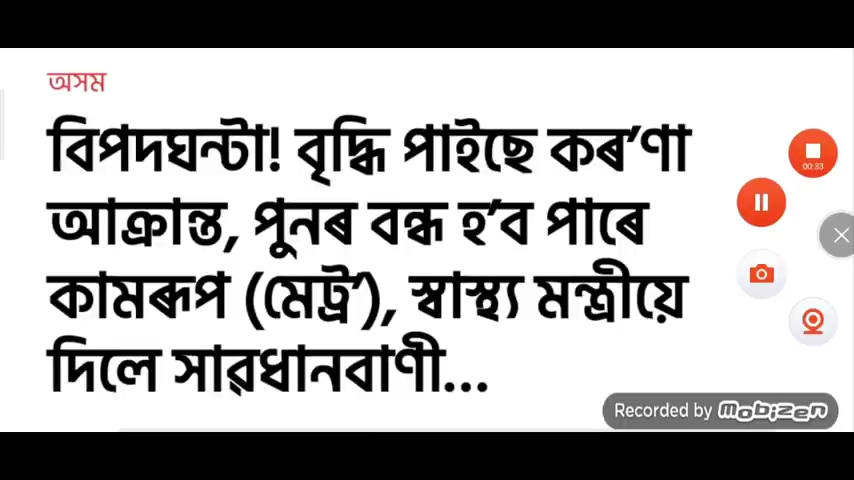 অসম
বিপদঘন্টা! বৃদ্ধি পাইছে কৰ’ণা
আক্ৰান্ত, পুনৰ বন্ধ হ’ব পাৰে
কামৰূপ (মেট্ৰ’), স্বাস্থ্য মন্ত্ৰীয়ে
দিলে সাৱধানবাণী...
00:33
Recorded by Mobizen